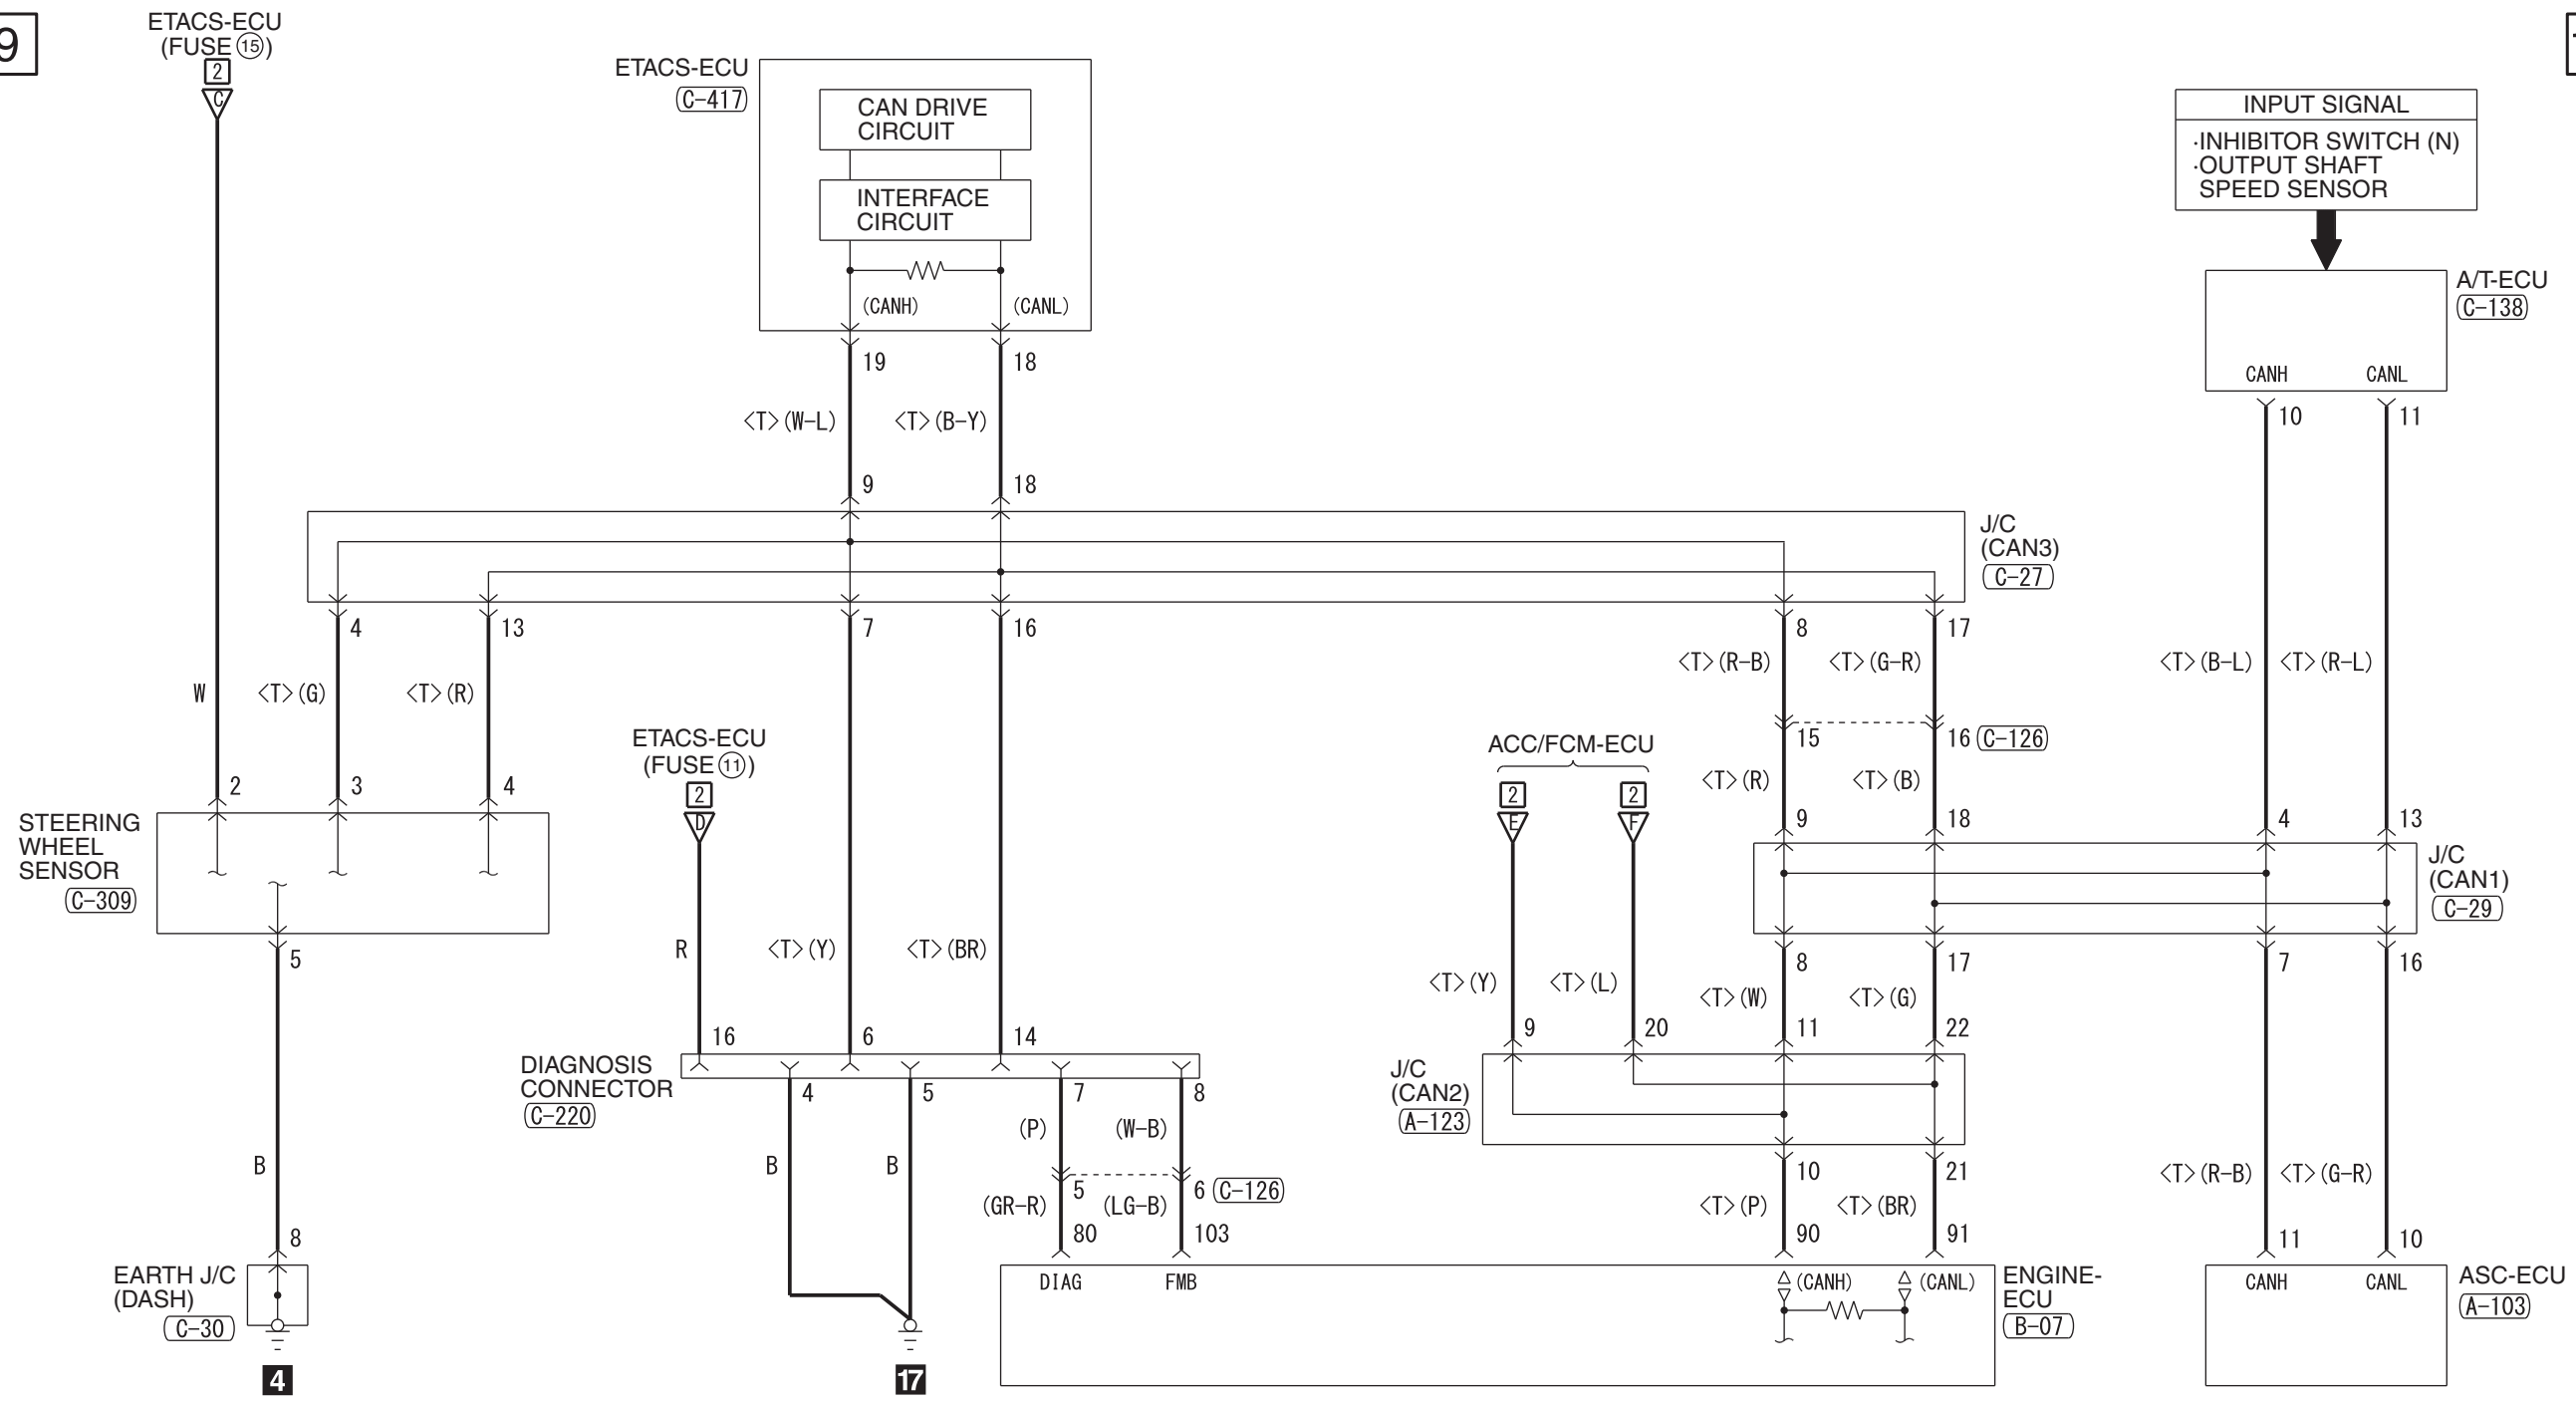 9
ETACS-ECU
(FUSE ⑮)
2
C
ETACS-ECU
C-417
CAN DRIVE
CIRCUIT
INTERFACE
CIRCUIT
(CANH)
(CANL)
19
18
<T>(W-L)
<T>(B-Y)
9
18
INPUT SIGNAL
·INHIBITOR SWITCH (N)
·OUTPUT SHAFT
SPEED SENSOR
A/T-ECU
C-138
CANH
CANL
10
11
J/C
(CAN3)
C-27
4
13
7
16
8
17
W
<T>(G)
<T>(R)
<T>(R-B)
<T>(G-R)
<T>(B-L)
<T>(R-L)
15
16
C-126
<T>(R)
<T>(B)
ETACS-ECU
(FUSE ⑪)
2
D
ACC/FCM-ECU
2
E
2
F
2
3
4
9
18
4
13
STEERING
WHEEL
SENSOR
C-309
5
J/C
(CAN1)
C-29
R
<T>(Y)
<T>(BR)
<T>(Y)
<T>(L)
8
17
7
16
<T>(W)
<T>(G)
16
6
14
9
20
11
22
DIAGNOSIS
CONNECTOR
C-220
4
5
7
8
J/C
(CAN2)
A-123
B
B
B
(P)
(W-B)
5
6
C-126
(GR-R)
(LG-B)
80
103
10
21
<T>(P)
<T>(BR)
90
91
<T>(R-B)
<T>(G-R)
11
10
8
EARTH J/C
(DASH)
C-30
4
17
DIAG
FMB
(CANH)
(CANL)
ENGINE-
ECU
B-07
CANH
CANL
ASC-ECU
A-103